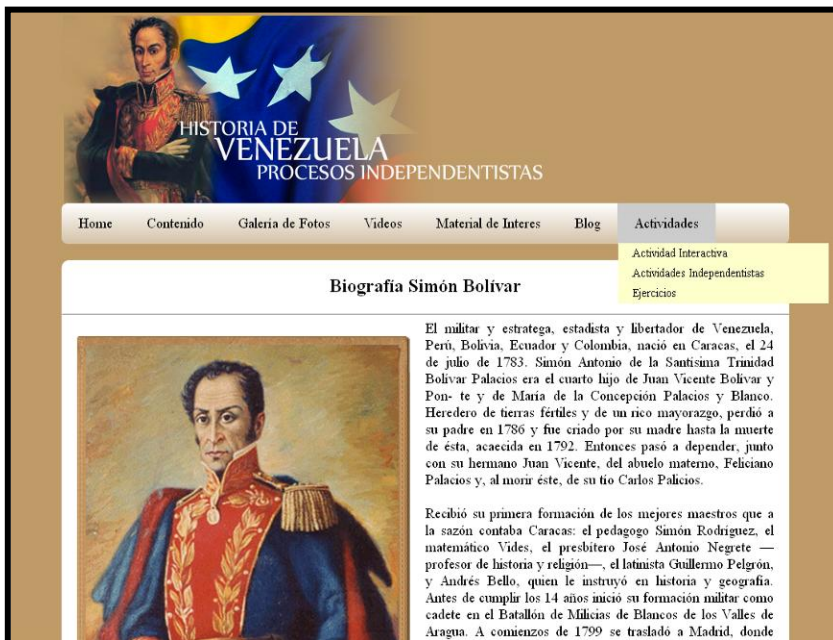 HISTORIA DE
VENEZUELA
PROCESOS INDEPENDENTISTAS
Home Contenido Galería de Fotos Videos Material de Interes Blog Actividades
Actividad Interactiva
Actividades Independentistas
Ejercicios
Biografía Simón Bolívar
El militar y estratega, estadista y libertador de Venezuela,
Perú, Bolivia, Ecuador y Colombia, nació en Caracas, el 24
de julio de 1783. Simón Antonio de la Santísima Trinidad
Bolívar Palacios era el cuarto hijo de Juan Vicente Bolívar y
Pon- te y de María de la Concepción Palacios y Blanco.
Heredero de tierras fértiles y de un rico mayorazgo, perdió a
su padre en 1786 y fue criado por su madre hasta la muerte
de ésta, acaecida en 1792. Entonces pasó a depender, junto
con su hermano Juan Vicente, del abuelo materno, Feliciano
Palacios y, al morir éste, de su tío Carlos Palicios.
Recibió su primera formación de los mejores maestros que a
la sazón contaba Caracas: el pedagogo Simón Rodríguez, el
matemático Vides, el presbítero José Antonio Negrete —
profesor de historia y religión—, el latinista Guillermo Pelgrón,
y Andrés Bello, quien le instruyó en historia y geografía.
Antes de cumplir los 14 años inició su formación militar como
cadete en el Batallón de Milicias de Blancos de los Valles de
Aragua. A comienzos de 1799 se trasladó a Madrid, donde